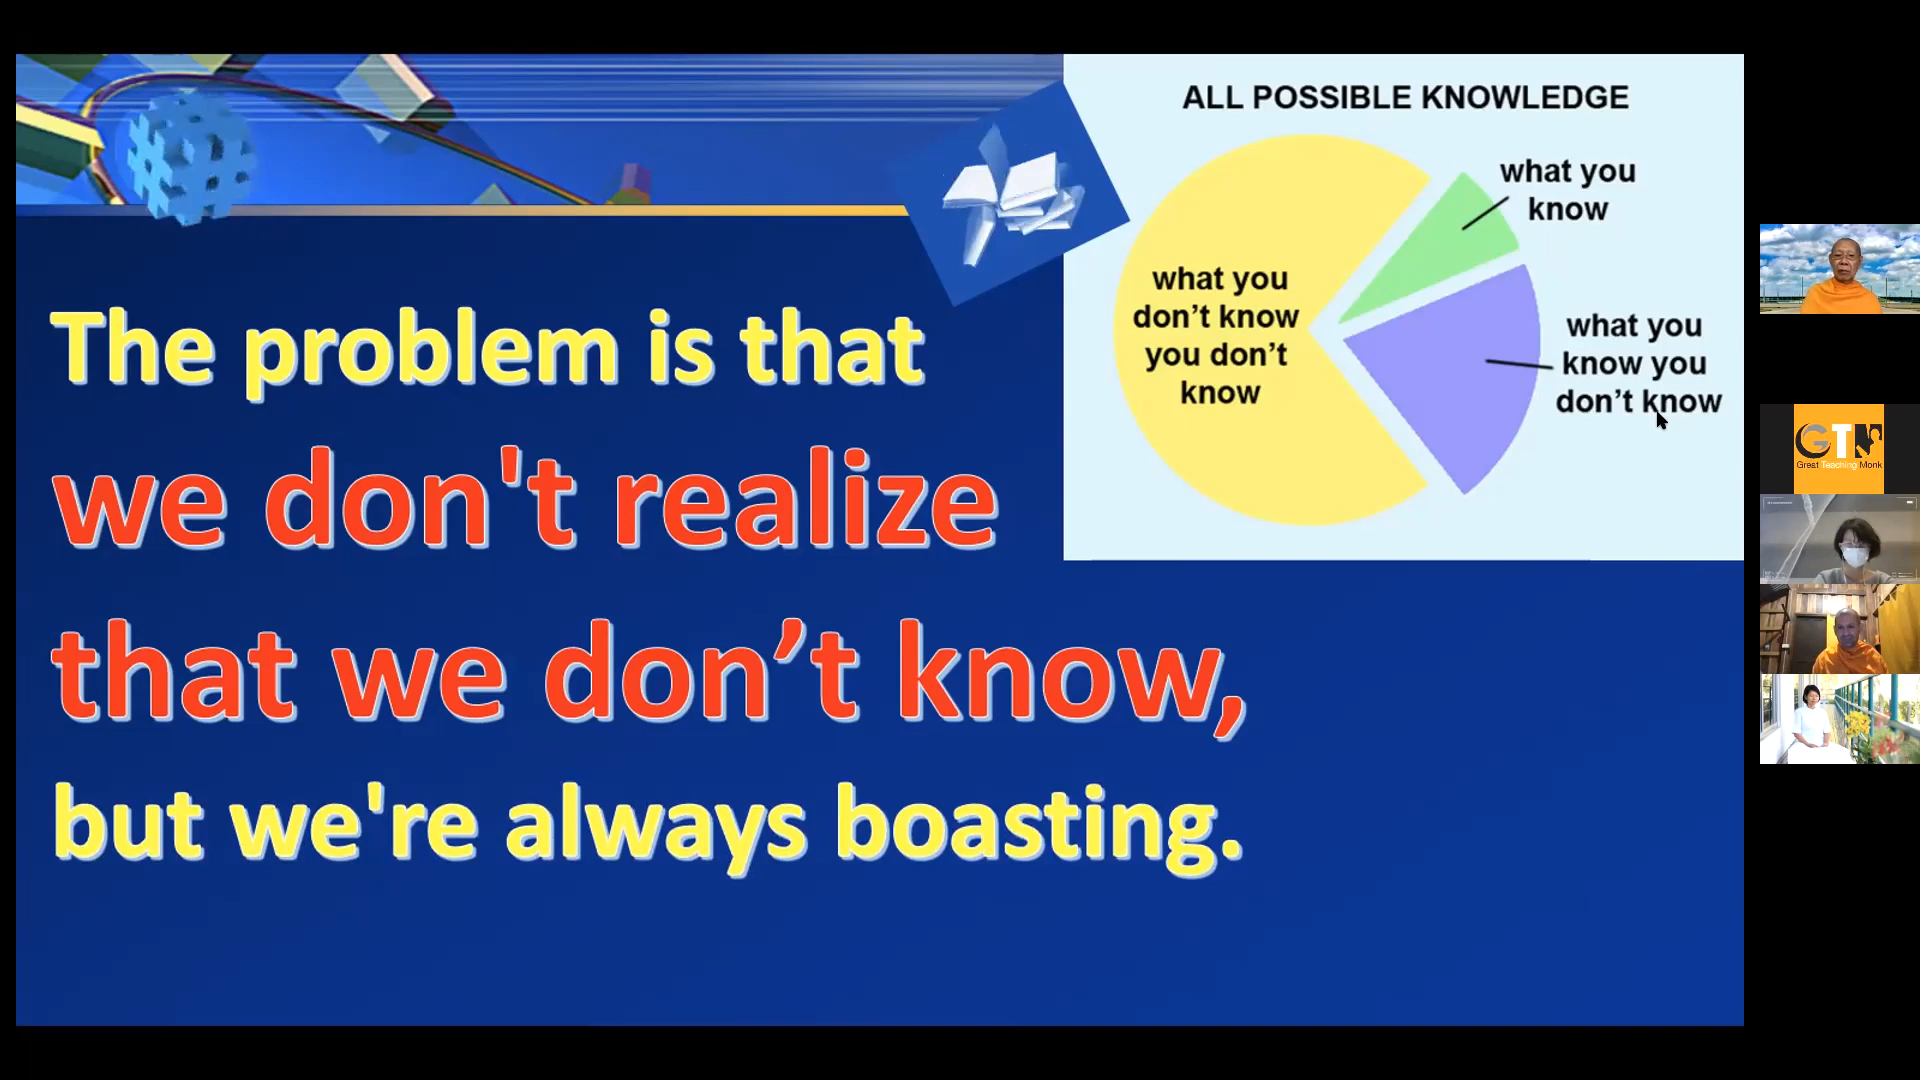 ALL POSSIBLE KNOWLEDGE
what you
know
what you
don’t know
you don’t
know
what you
know you
don’t know
The problem is that
we don't realize
that we don’t know,
but we're always boasting.
GTM
Great Teaching Monk